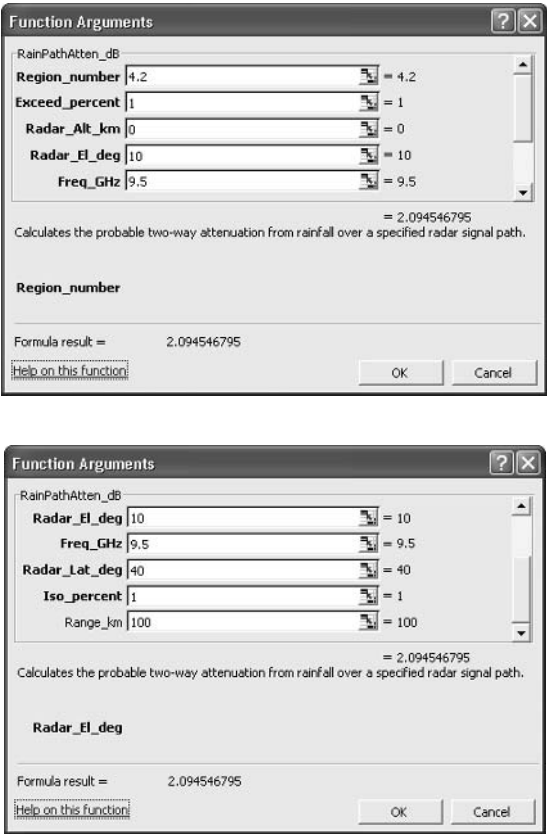 Function Arguments
RainPathAtten_dB
Region_number 4.2 = 4.2
Exceed_percent 1 = 1
Radar_Alt_km 0 = 0
Radar_El_deg 10 = 10
Freq_GHz 9.5 = 9.5
= 2.094546795
Calculates the probable two-way attenuation from rainfall over a specified radar signal path.
Region_number
Formula result = 2.094546795
Help on this function OK Cancel
Function Arguments
RainPathAtten_dB
Radar_El_deg 10 = 10
Freq_GHz 9.5 = 9.5
Radar_Lat_deg 40 = 40
Iso_percent 1 = 1
Range_km 100 = 100
= 2.094546795
Calculates the probable two-way attenuation from rainfall over a specified radar signal path.
Radar_El_deg
Formula result = 2.094546795
Help on this function OK Cancel